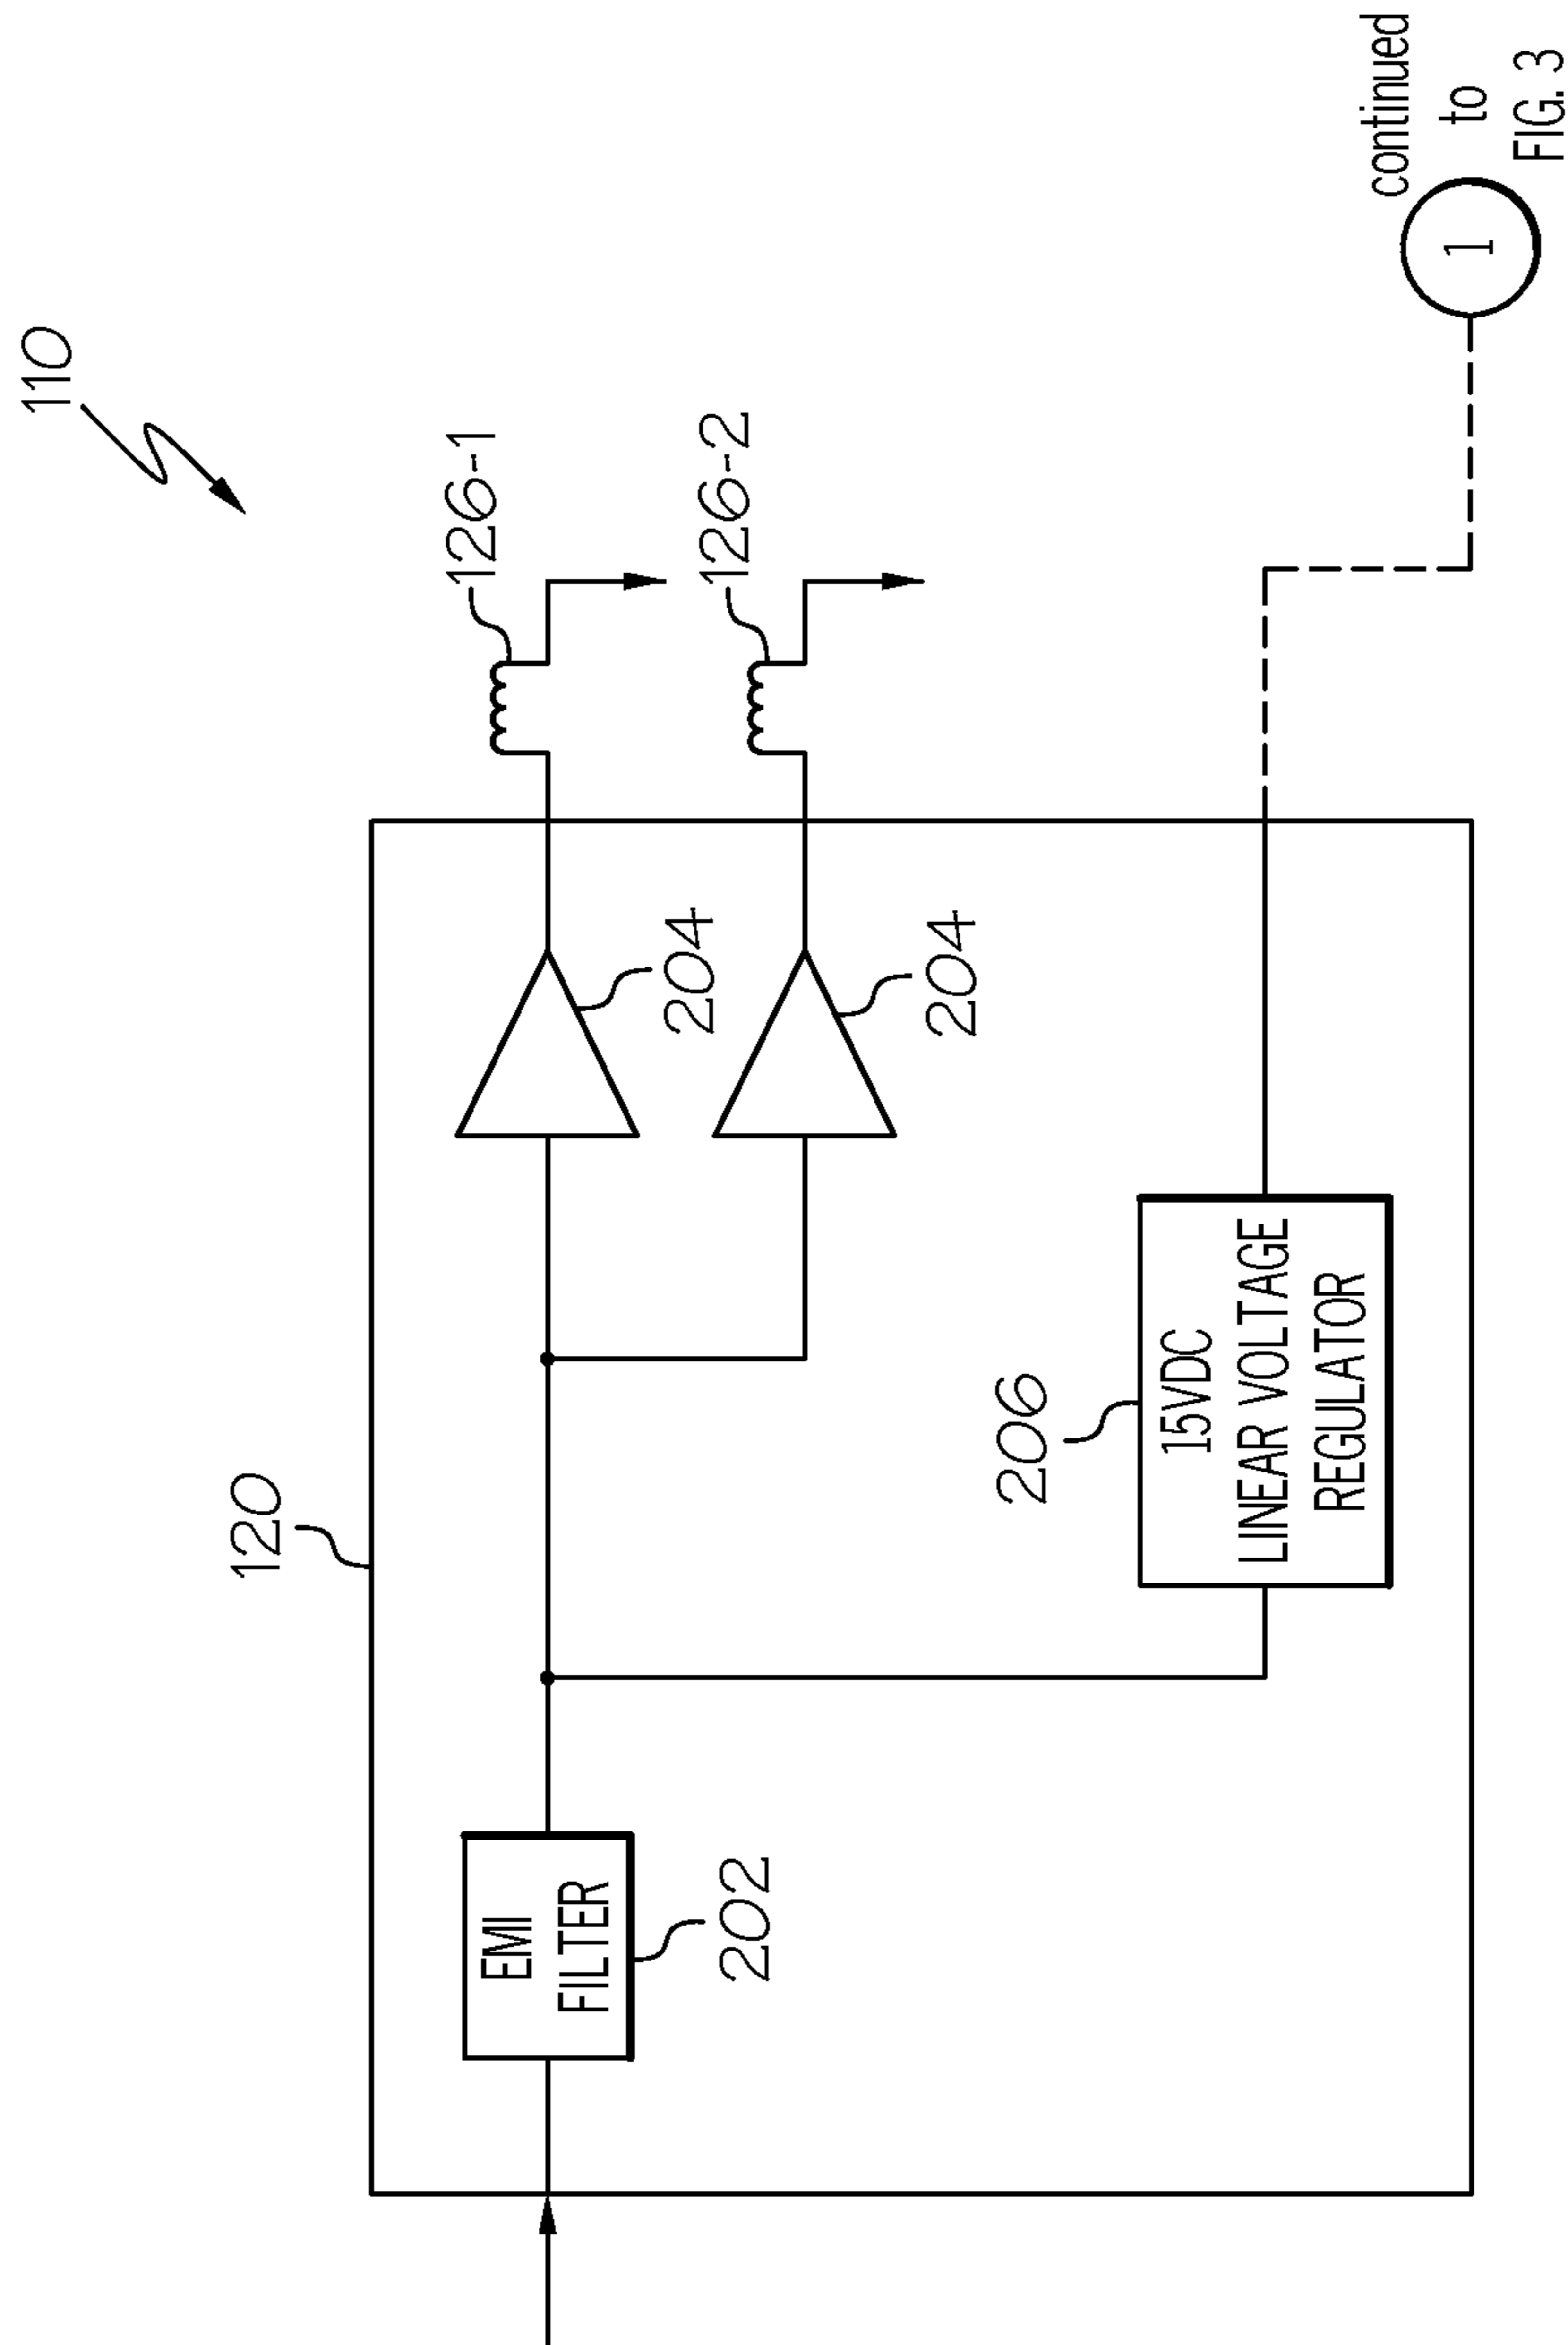 110
120
126-1
126-2
204
204
EMI
FILTER
202
206
15VDC
LINEAR VOLTAGE
REGULATOR
1
continued
to
FIG. 3